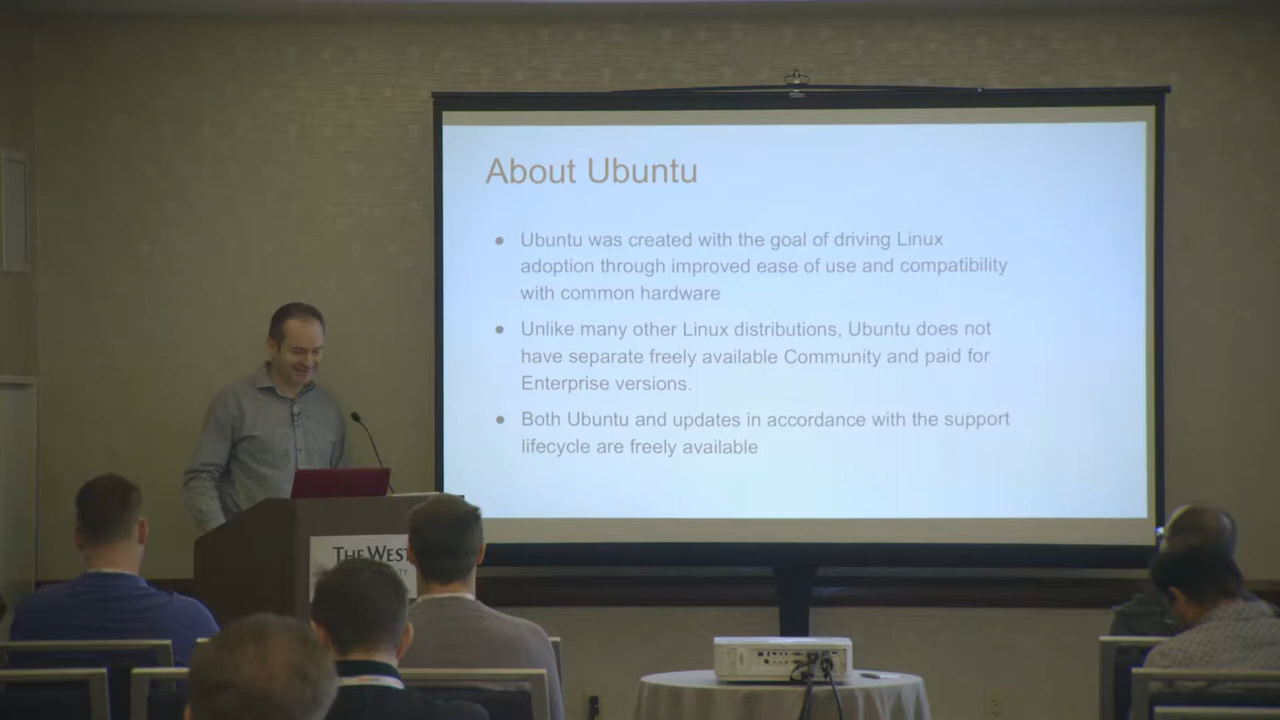 About Ubuntu
● Ubuntu was created with the goal of driving Linux
adoption through improved ease of use and compatibility
with common hardware
● Unlike many other Linux distributions, Ubuntu does not
have separate freely available Community and paid for
Enterprise versions.
● Both Ubuntu and updates in accordance with the support
lifecycle are freely available
THE WEST